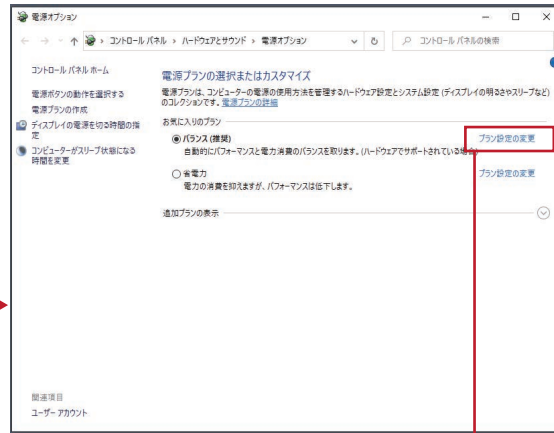 電源オプション
コントロール パネル › ハードウェアとサウンド › 電源オプション
コントロール パネルの検索
コントロール パネル ホーム
電源ボタンの動作を選択する
電源プランの作成
ディスプレイの電源を切る時間の指
定
コンピューターがスリープ状態になる
時間を変更
電源プランの選択またはカスタマイズ
電源プランは、コンピューターの電源の使用方法を管理するハードウェア設定とシステム設定 (ディスプレイの明るさやスリープなど)
のコレクションです。電源プランの詳細
お気に入りのプラン
バランス (推奨)
プラン設定の変更
自動的にパフォーマンスと電力消費のバランスを取ります。(ハードウェアでサポートされている場合)
省電力
プラン設定の変更
電力の消費を抑えますが、パフォーマンスは低下します。
追加プランの表示
関連項目
ユーザー アカウント